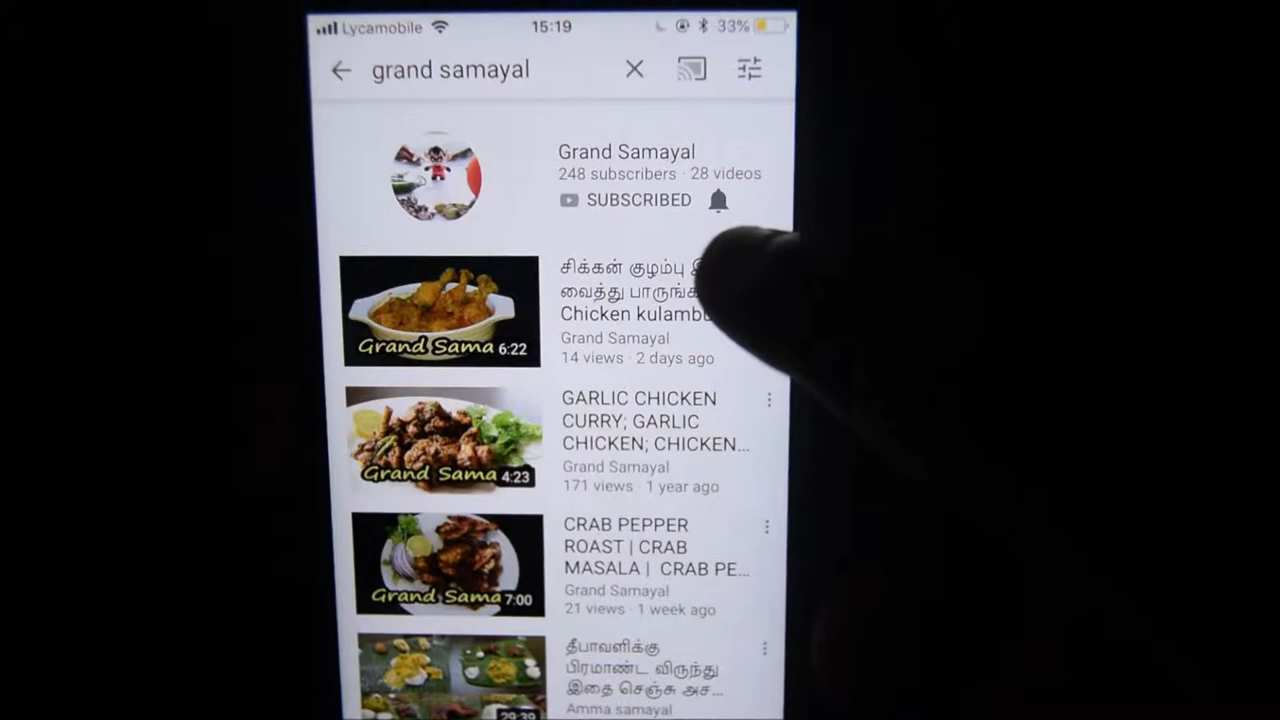 Lycamobile 15:19 33%
grand samayal
Grand Samayal
248 subscribers · 28 videos
SUBSCRIBED
சிக்கன் குழம்பு
வைத்து
Chicken kulambu
Grand Samayal
14 views · 2 days ago
Grand Sama 6:22
GARLIC CHICKEN
CURRY; GARLIC
CHICKEN; CHICKEN...
Grand Samayal
171 views · 1 year ago
Grand Sama 4:23
CRAB PEPPER
ROAST | CRAB
MASALA | CRAB PE...
Grand Samayal
21 views · 1 week ago
Grand Sama 7:00
தீபாவளிக்கு
பிரமாண்ட விருந்து
இதை செஞ்சு அச...
Amma samayal
29:39